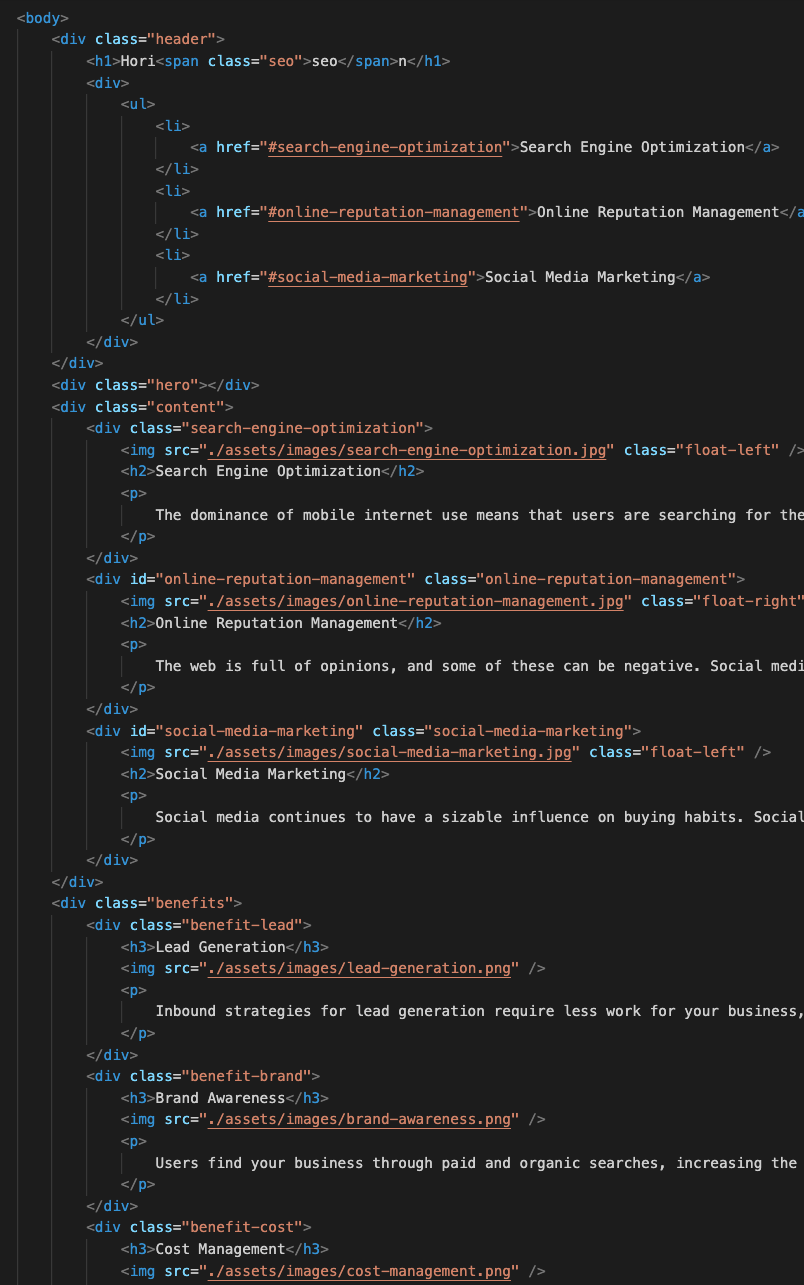 <body>
<div class="header">
<h1>Hori<span class="seo">seo</span>n</h1>
<div>
<ul>
<li>
<a href="#search-engine-optimization">Search Engine Optimization</a>
</li>
<li>
<a href="#online-reputation-management">Online Reputation Management</a
</li>
<li>
<a href="#social-media-marketing">Social Media Marketing</a>
</li>
</ul>
</div>
</div>
<div class="hero"></div>
<div class="content">
<div class="search-engine-optimization">
<img src="./assets/images/search-engine-optimization.jpg" class="float-left" />
<h2>Search Engine Optimization</h2>
<p>
The dominance of mobile internet use means that users are searching for the
</p>
</div>
<div id="online-reputation-management" class="online-reputation-management">
<img src="./assets/images/online-reputation-management.jpg" class="float-right"
<h2>Online Reputation Management</h2>
<p>
The web is full of opinions, and some of these can be negative. Social medi
</p>
</div>
<div id="social-media-marketing" class="social-media-marketing">
<img src="./assets/images/social-media-marketing.jpg" class="float-left" />
<h2>Social Media Marketing</h2>
<p>
Social media continues to have a sizable influence on buying habits. Social
</p>
</div>
</div>
<div class="benefits">
<div class="benefit-lead">
<h3>Lead Generation</h3>
<img src="./assets/images/lead-generation.png" />
<p>
Inbound strategies for lead generation require less work for your business,
</p>
</div>
<div class="benefit-brand">
<h3>Brand Awareness</h3>
<img src="./assets/images/brand-awareness.png" />
<p>
Users find your business through paid and organic searches, increasing the
</p>
</div>
<div class="benefit-cost">
<h3>Cost Management</h3>
<img src="./assets/images/cost-management.png" />